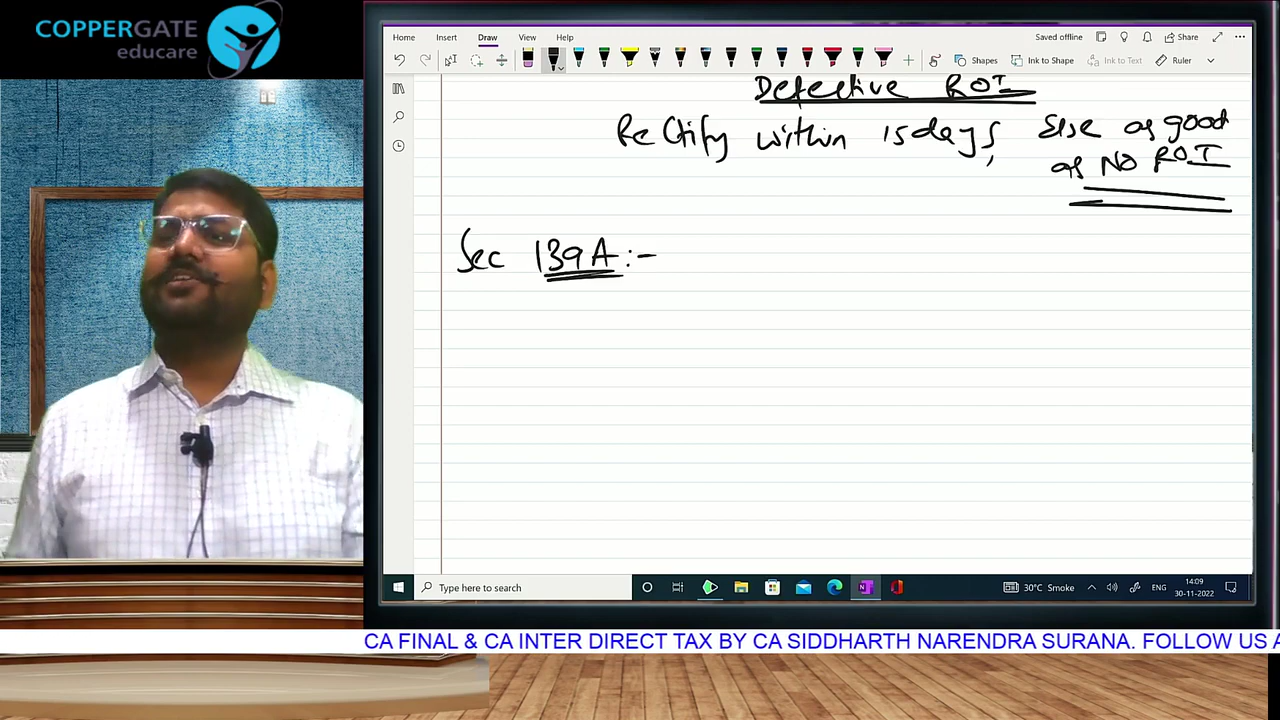 COPPERGATE
educare
Home Insert Draw View Help
Saved offline
Share
Shapes
Ink to Shape
Ink to Text
Ruler
Defective ROI
Rectify within 15 days, Else as good
as NO ROI
Sec 139A:-
Type here to search
30°C Smoke
ENG
14:09
30-11-2022
CA FINAL & CA INTER DIRECT TAX BY CA SIDDHARTH NARENDRA SURANA. FOLLOW US A